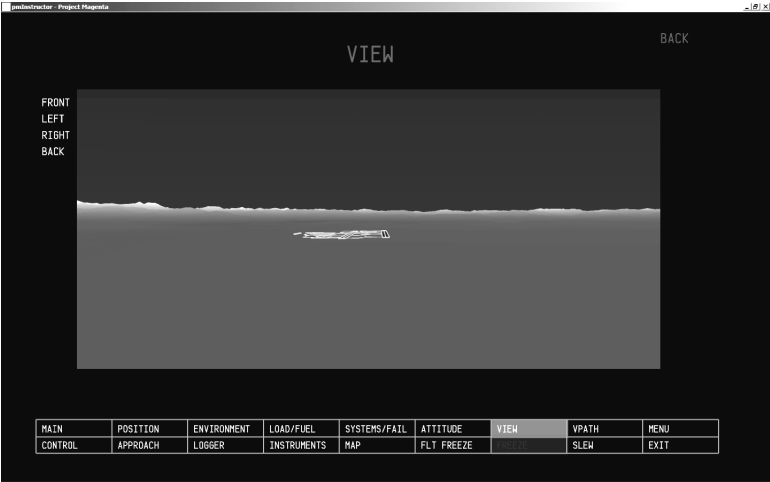 pmInstructor - Project Magenta
VIEW
BACK
FRONT
LEFT
RIGHT
BACK
MAIN POSITION ENVIRONMENT LOAD/FUEL SYSTEMS/FAIL ATTITUDE VIEW VPATH MENU
CONTROL APPROACH LOGGER INSTRUMENTS MAP FLT FREEZE FREEZE SLEW EXIT